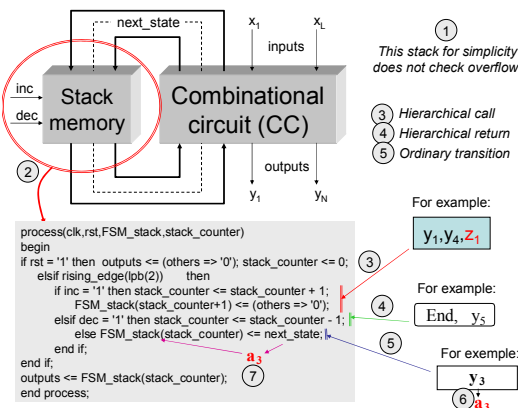 next_state
x1
xL
inputs
1
This stack for simplicity
does not check overflow
inc
dec
Stack
memory
Combinational
circuit (CC)
3 Hierarchical call
4 Hierarchical return
5 Ordinary transition
outputs
y1
yN
2
For example:
y1,y4,z1
process(clk,rst,FSM_stack,stack_counter)
begin
if rst = '1' then outputs <= (others => '0'); stack_counter <= 0;
elsif rising_edge(lpb(2)) then
if inc = '1' then stack_counter <= stack_counter + 1;
FSM_stack(stack_counter+1) <= (others => '0');
elsif dec = '1' then stack_counter <= stack_counter - 1;
else FSM_stack(stack_counter) <= next_state;
end if;
end if;
outputs <= FSM_stack(stack_counter);
end process;
3
4
5
a3
7
For example:
End, y5
For exemple:
y3
6
a3